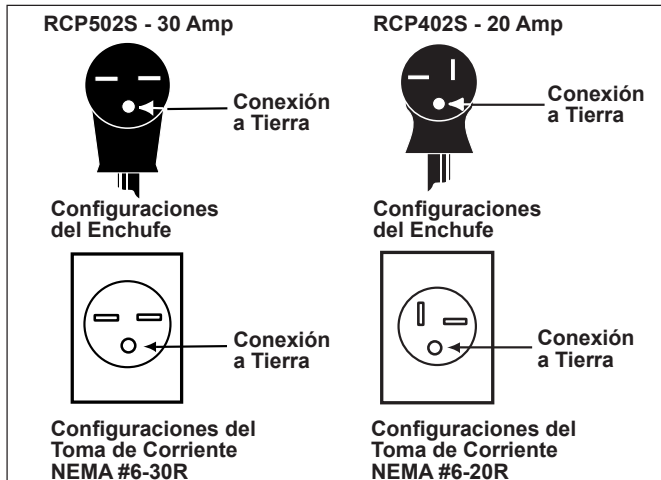 RCP502S - 30 Amp
Conexión
a Tierra
Configuraciones
del Enchufe
Conexión
a Tierra
Configuraciones del
Toma de Corriente
NEMA #6-30R
RCP402S - 20 Amp
Conexión
a Tierra
Configuraciones
del Enchufe
Conexión
a Tierra
Configuraciones del
Toma de Corriente
NEMA #6-20R